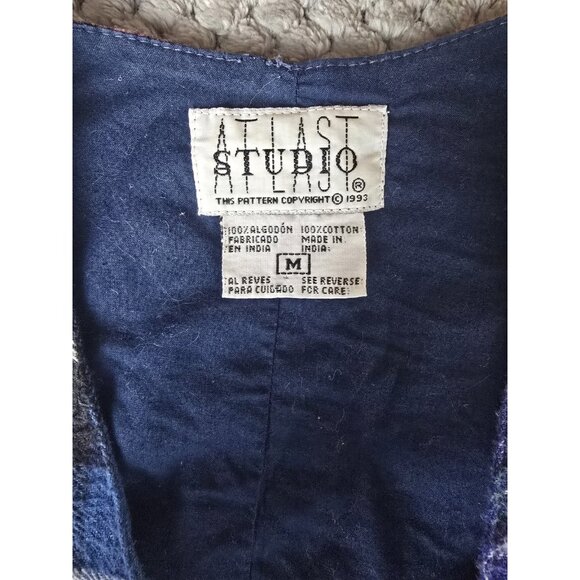 AT LAST
STUDIO
AT LAST ®
THIS PATTERN COPYRIGHT © 1993
100% ALGODÓN 100% COTTON
FABRICADO MADE IN
EN INDIA INDIA
M
AL REVES SEE REVERSE
PARA CUIDADO FOR CARE